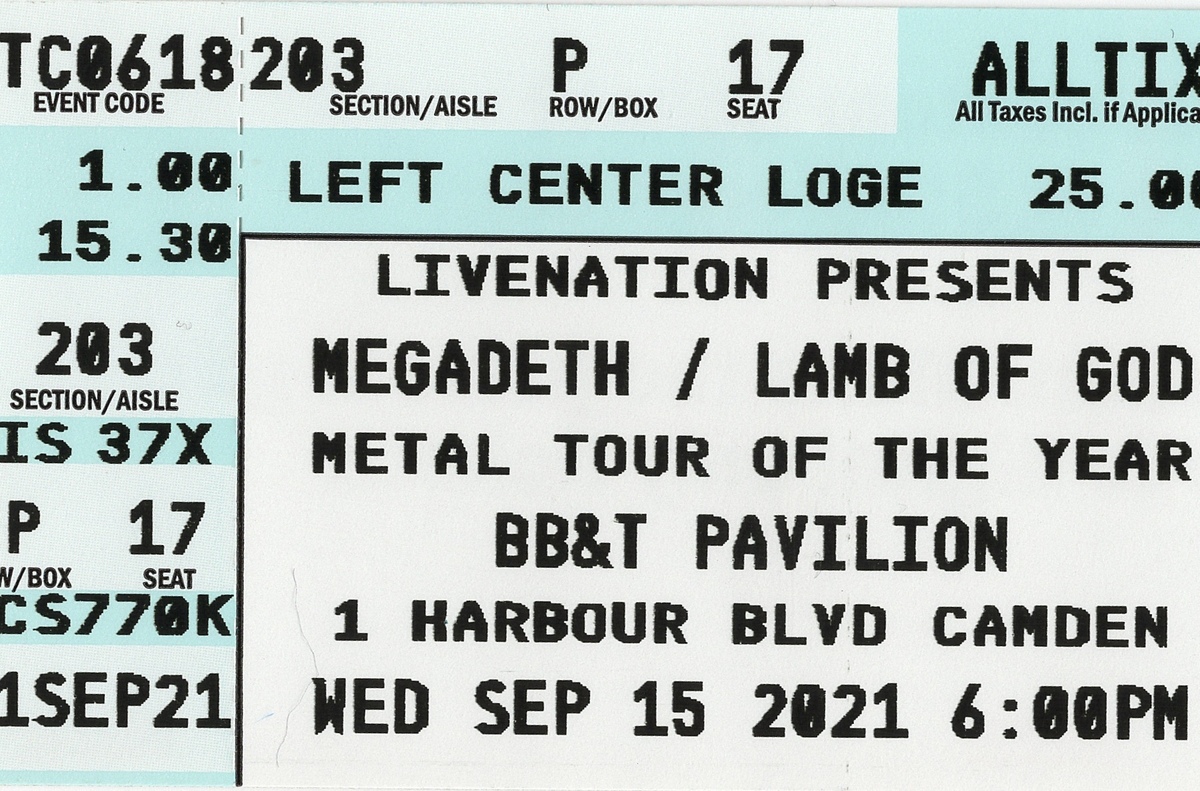 TC0618 203 P 17 ALLTIX
EVENT CODE SECTION/AISLE ROW/BOX SEAT All Taxes Incl. if Applica
1.00 LEFT CENTER LOGE 25.00
15.30
LIVENATION PRESENTS
203 MEGADETH / LAMB OF GOD
SECTION/AISLE
IS 37X METAL TOUR OF THE YEAR
P 17 BB&T PAVILION
W/BOX SEAT
CS770K 1 HARBOUR BLVD CAMDEN
1SEP21 WED SEP 15 2021 6:00PM